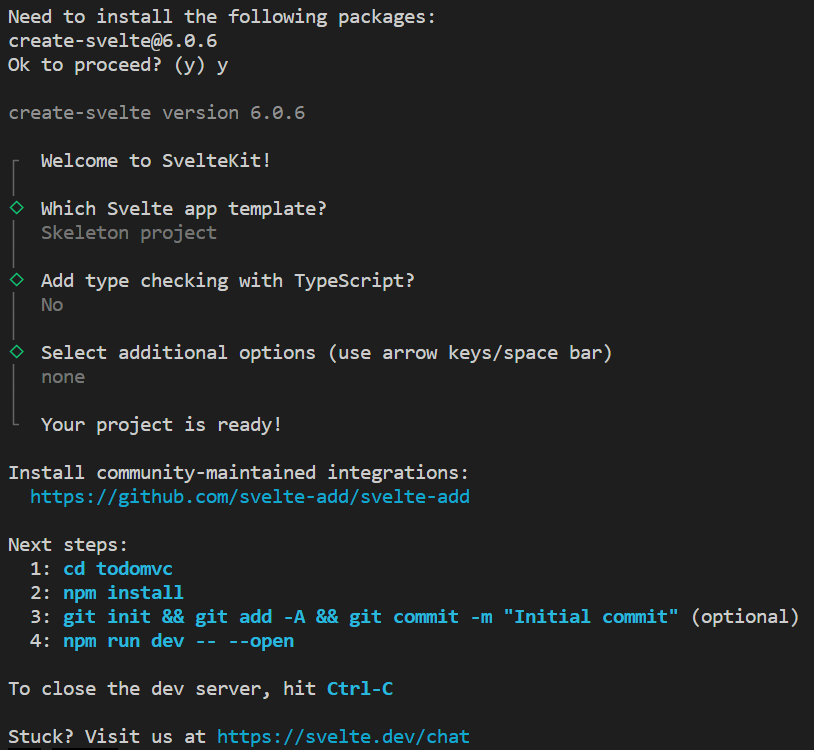 Need to install the following packages:
create-svelte@6.0.6
Ok to proceed? (y) y
create-svelte version 6.0.6
Welcome to SvelteKit!
Which Svelte app template?
Skeleton project
Add type checking with TypeScript?
No
Select additional options (use arrow keys/space bar)
none
Your project is ready!
Install community-maintained integrations:
https://github.com/svelte-add/svelte-add
Next steps:
1: cd todomvc
2: npm install
3: git init && git add -A && git commit -m "Initial commit" (optional)
4: npm run dev -- --open
To close the dev server, hit Ctrl-C
Stuck? Visit us at https://svelte.dev/chat